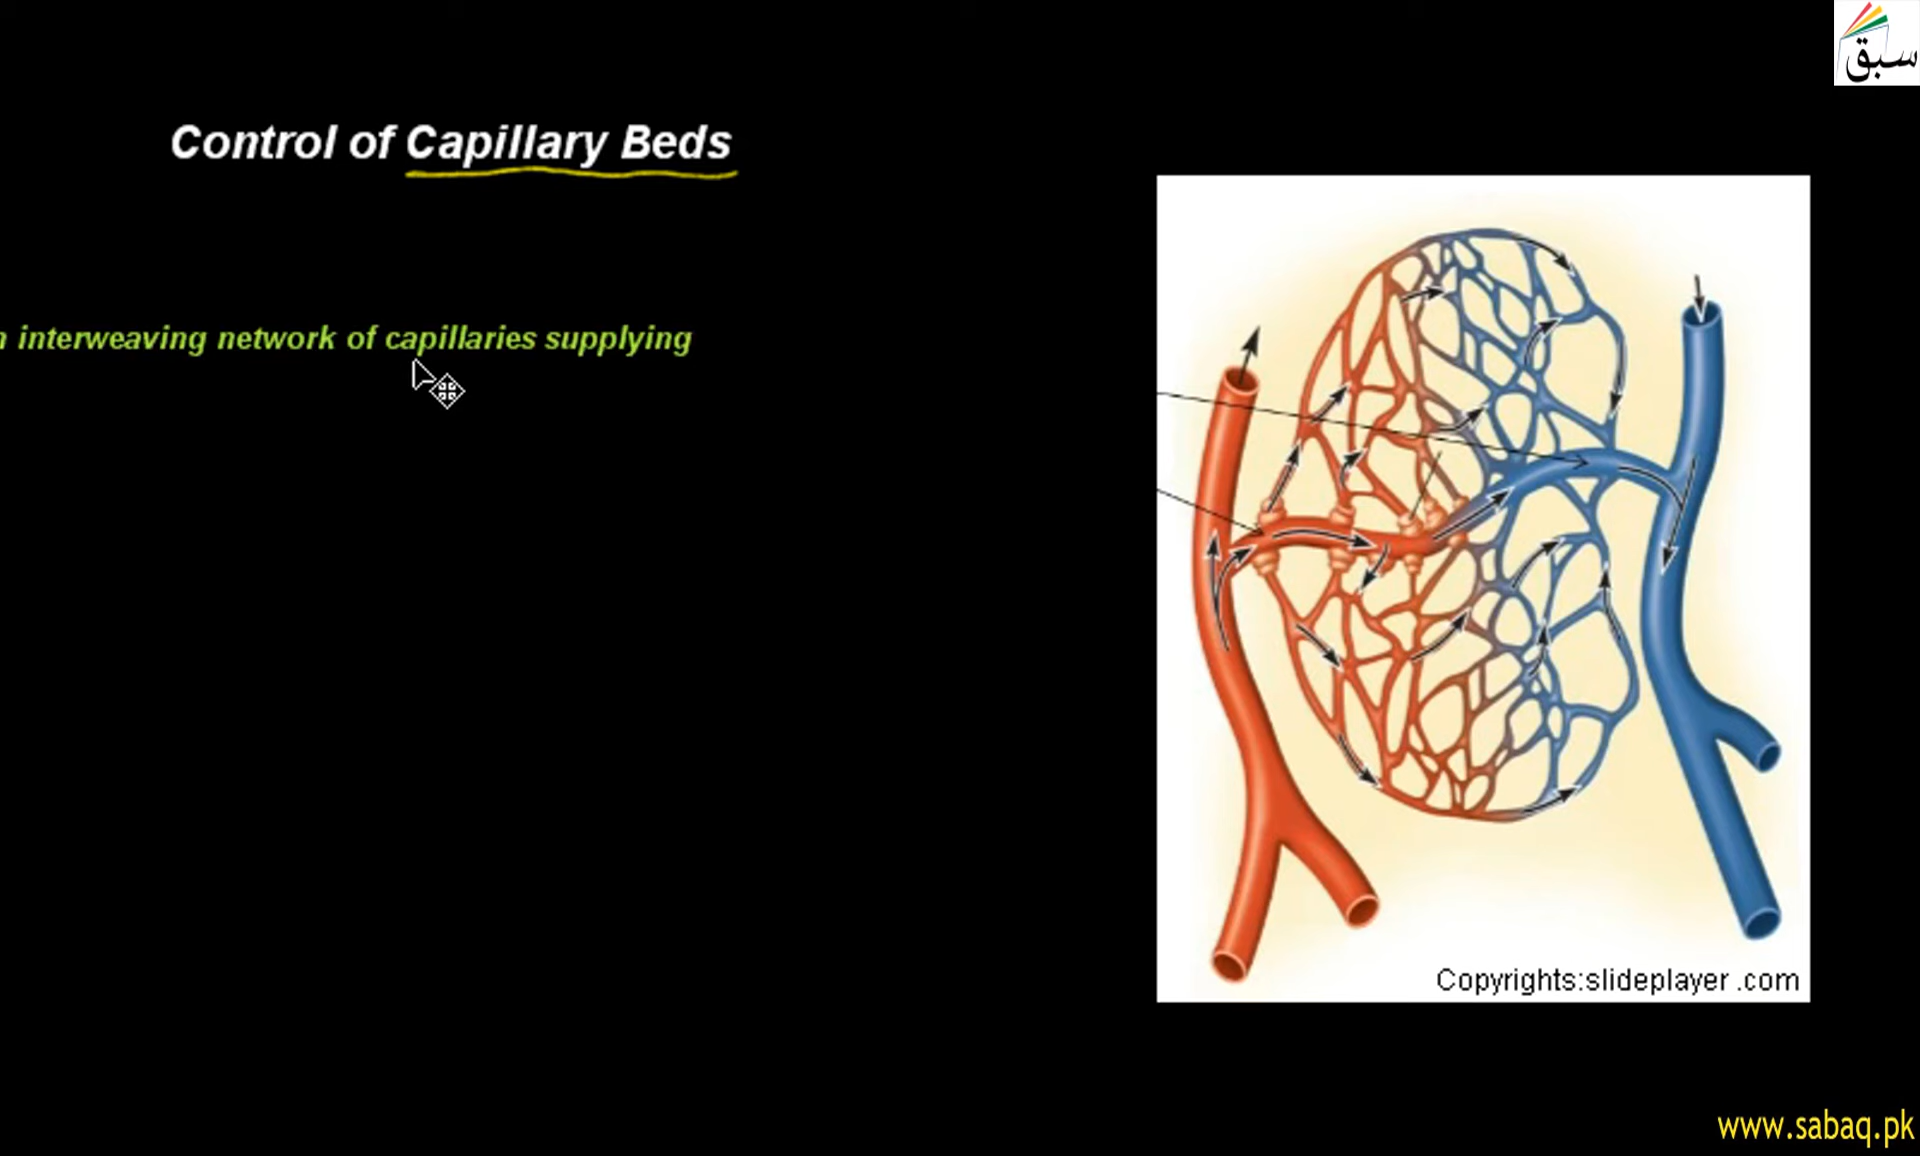 سبق
Control of Capillary Beds
interweaving network of capillaries supplying
Copyrights:slideplayer .com
www.sabaq.pk